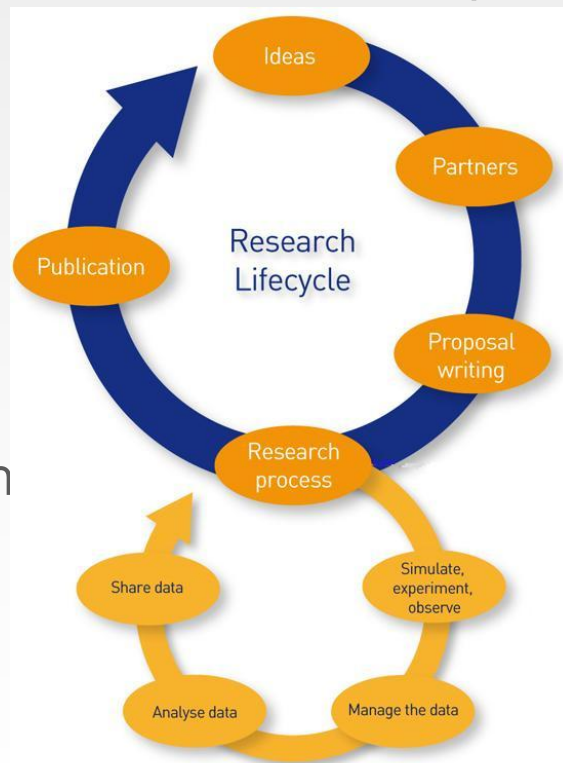 Ideas
Partners
Research
Lifecycle
Publication
Proposal
writing
Research
process
Simulate,
experiment,
observe
Share data
Manage the data
Analyse data